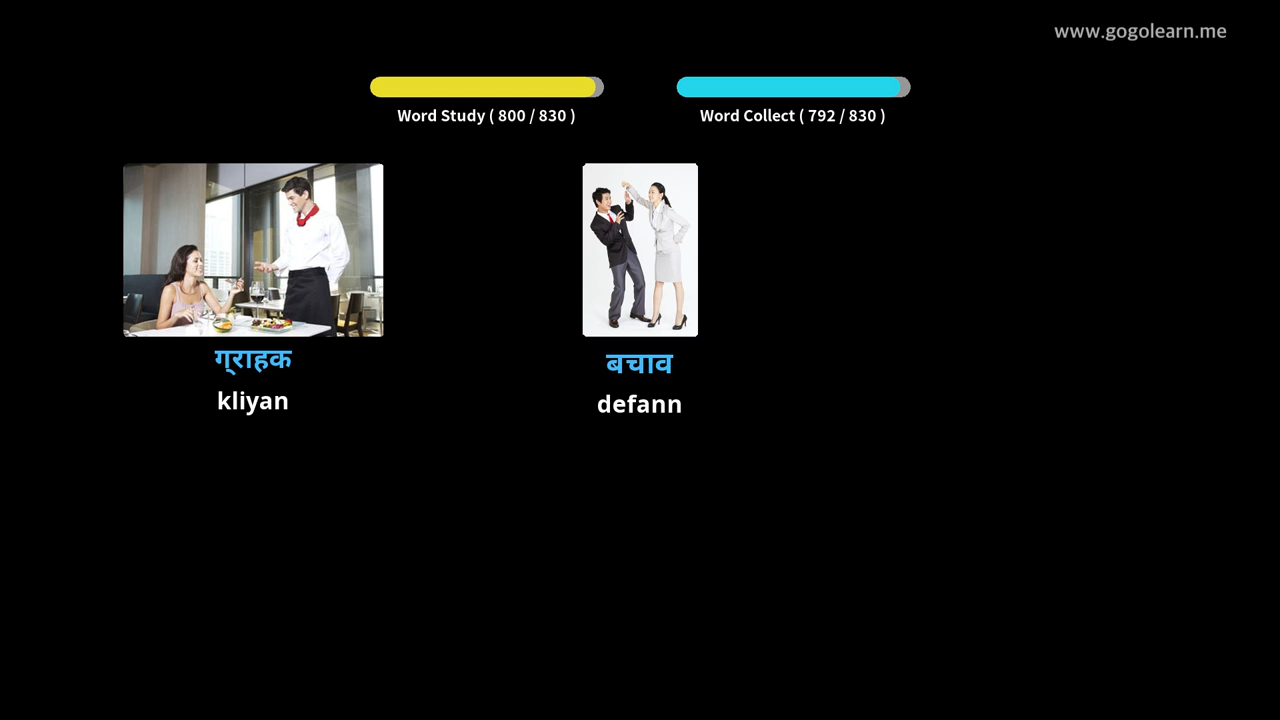 www.gogolearn.me
Word Study ( 800 / 830 )
Word Collect ( 792 / 830 )
ग्राहक
kliyan
बचाव
defann